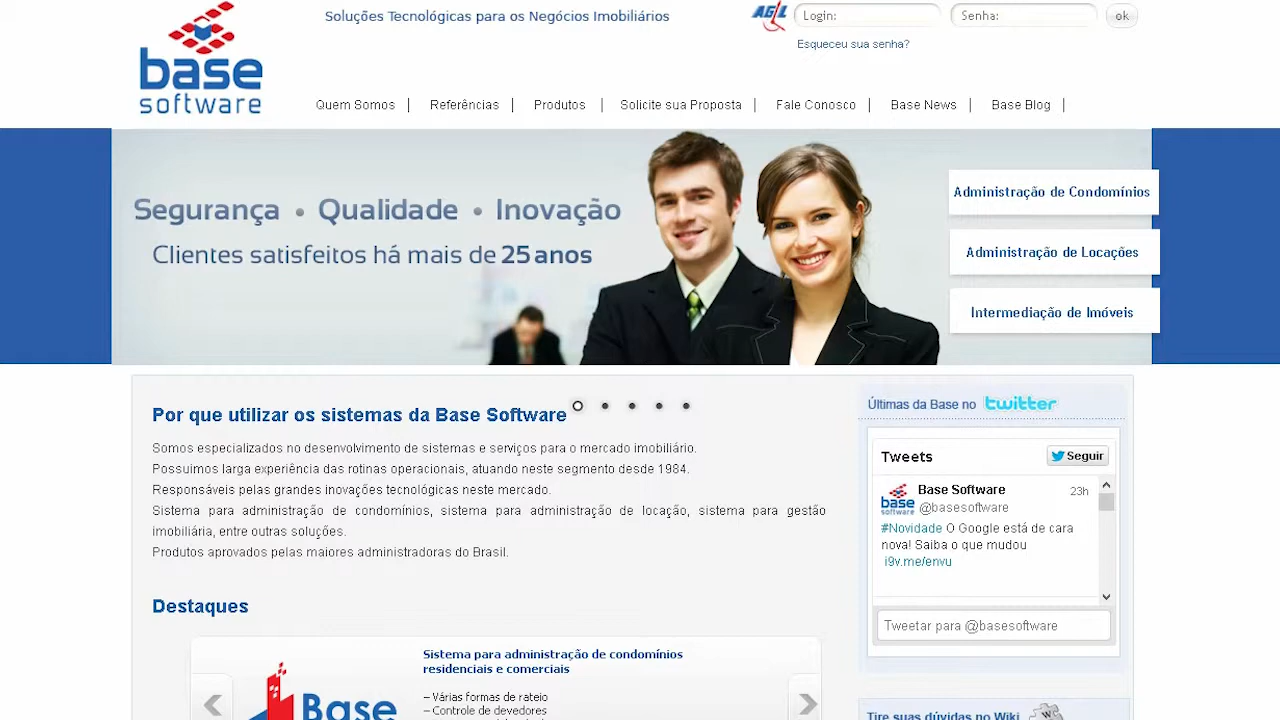 Soluções Tecnológicas para os Negócios Imobiliários
AGIL
Login:
Senha:
ok
Esqueceu sua senha?
base
software
Quem Somos | Referências | Produtos | Solicite sua Proposta | Fale Conosco | Base News | Base Blog |
Segurança • Qualidade • Inovação
Clientes satisfeitos há mais de 25 anos
Administração de Condomínios
Administração de Locações
Intermediação de Imóveis
Por que utilizar os sistemas da Base Software
Somos especializados no desenvolvimento de sistemas e serviços para o mercado imobiliário.
Possuimos larga experiência das rotinas operacionais, atuando neste segmento desde 1984.
Responsáveis pelas grandes inovações tecnológicas neste mercado.
Sistema para administração de condomínios, sistema para administração de locação, sistema para gestão
imobiliária, entre outras soluções.
Produtos aprovados pelas maiores administradoras do Brasil.
Destaques
Sistema para administração de condomínios
residenciais e comerciais
– Várias formas de rateio
– Controle de devedores
Base
Últimas da Base no twitter
Tweets
Seguir
Base Software
23h
base
software
@basesoftware
#Novidade O Google está de cara
nova! Saiba o que mudou
i9v.me/envu
Tweetar para @basesoftware
Tire suas dúvidas no Wiki
W